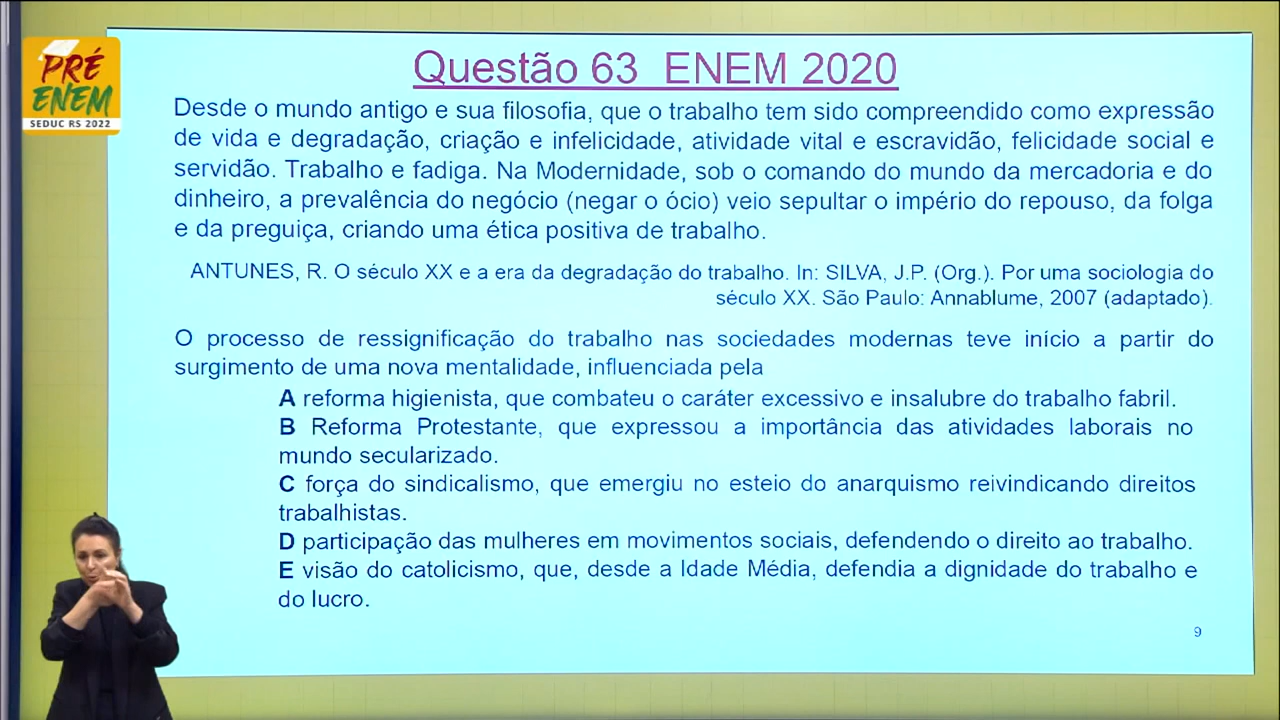 PRÉ
ENEM
SEDUC RS 2022
Questão 63 ENEM 2020
Desde o mundo antigo e sua filosofia, que o trabalho tem sido compreendido como expressão
de vida e degradação, criação e infelicidade, atividade vital e escravidão, felicidade social e
servidão. Trabalho e fadiga. Na Modernidade, sob o comando do mundo da mercadoria e do
dinheiro, a prevalência do negócio (negar o ócio) veio sepultar o império do repouso, da folga
e da preguiça, criando uma ética positiva de trabalho.
ANTUNES, R. O século XX e a era da degradação do trabalho. In: SILVA, J.P. (Org.). Por uma sociologia do
século XX. São Paulo: Annablume, 2007 (adaptado).
O processo de ressignificação do trabalho nas sociedades modernas teve início a partir do
surgimento de uma nova mentalidade, influenciada pela
A reforma higienista, que combateu o caráter excessivo e insalubre do trabalho fabril.
B Reforma Protestante, que expressou a importância das atividades laborais no
mundo secularizado.
C força do sindicalismo, que emergiu no esteio do anarquismo reivindicando direitos
trabalhistas.
D participação das mulheres em movimentos sociais, defendendo o direito ao trabalho.
E visão do catolicismo, que, desde a Idade Média, defendia a dignidade do trabalho e
do lucro.
9